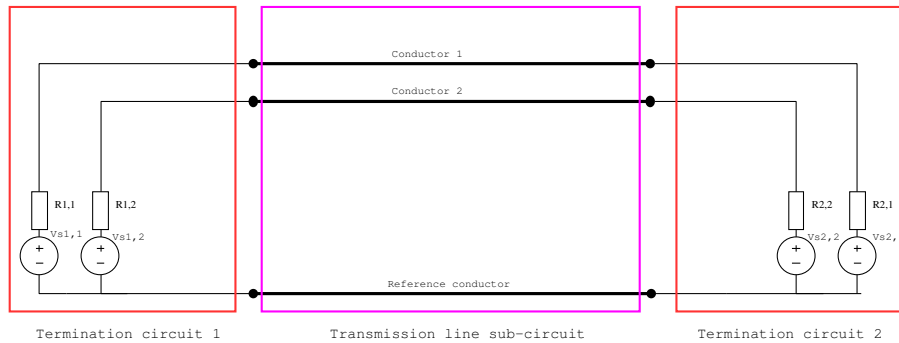 Conductor 1
Conductor 2
R1,1
R1,2
R2,2
R2,1
Vs1,1
Vs1,2
Vs2,2
Vs2,
+
+
+
+
−
−
−
−
Reference conductor
Termination circuit 1
Transmission line sub−circuit
Termination circuit 2